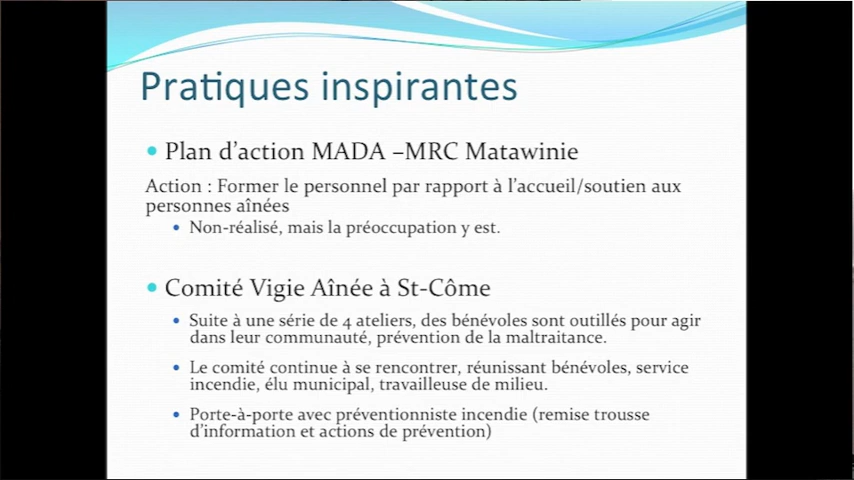 Pratiques inspirantes
• Plan d'action MADA –MRC Matawinie
Action : Former le personnel par rapport à l'accueil/soutien aux
personnes aînées
• Non-réalisé, mais la préoccupation y est.
• Comité Vigie Aînée à St-Côme
• Suite à une série de 4 ateliers, des bénévoles sont outillés pour agir
dans leur communauté, prévention de la maltraitance.
• Le comité continue à se rencontrer, réunissant bénévoles, service
incendie, élu municipal, travailleuse de milieu.
• Porte-à-porte avec préventionniste incendie (remise trousse
d'information et actions de prévention)